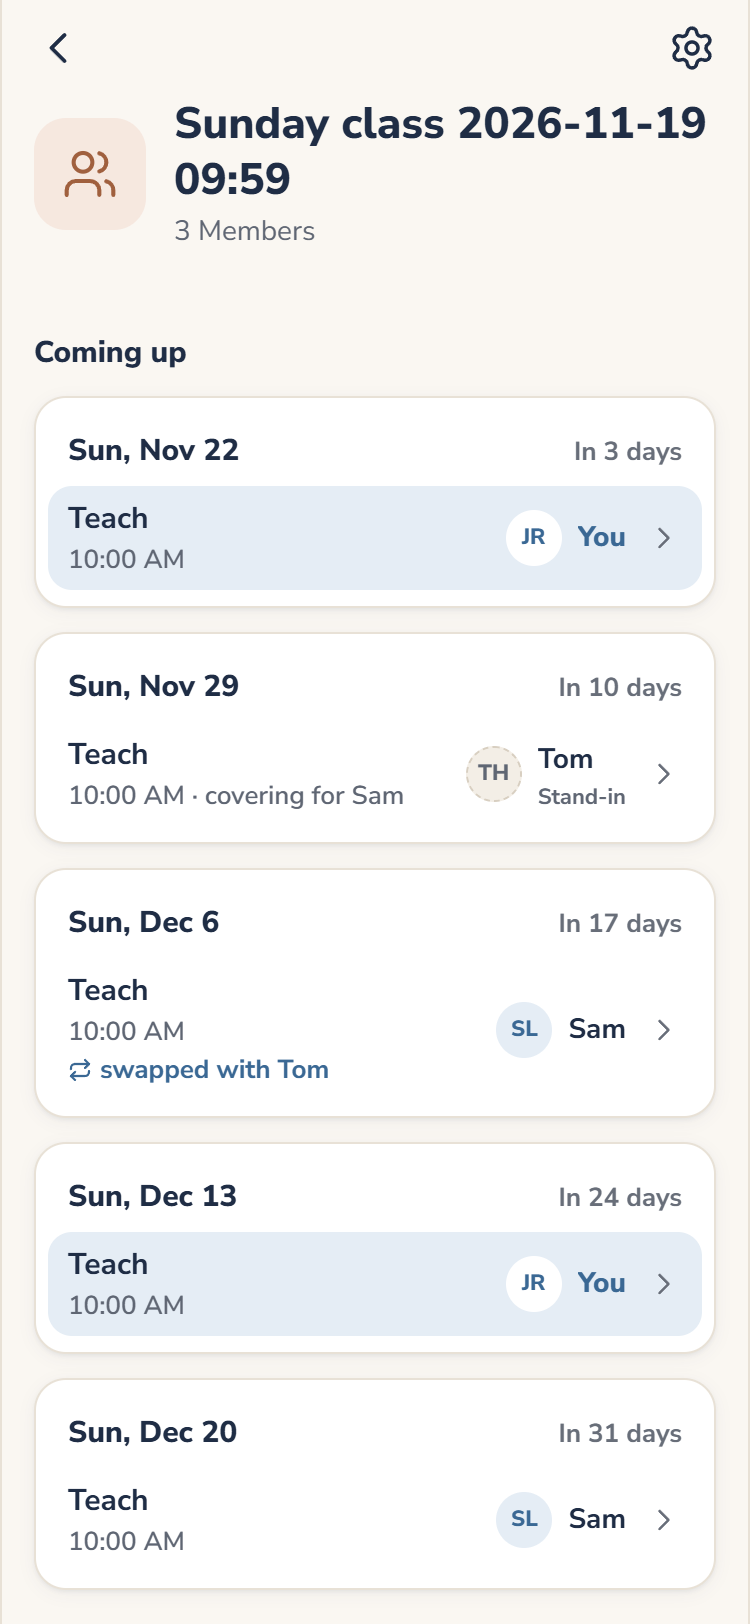 Sunday class 2026-11-19
09:59
3 Members
Coming up
Sun, Nov 22
In 3 days
Teach
10:00 AM
JR
You
Sun, Nov 29
In 10 days
Teach
10:00 AM · covering for Sam
TH
Tom
Stand-in
Sun, Dec 6
In 17 days
Teach
10:00 AM
swapped with Tom
SL
Sam
Sun, Dec 13
In 24 days
Teach
10:00 AM
JR
You
Sun, Dec 20
In 31 days
Teach
10:00 AM
SL
Sam